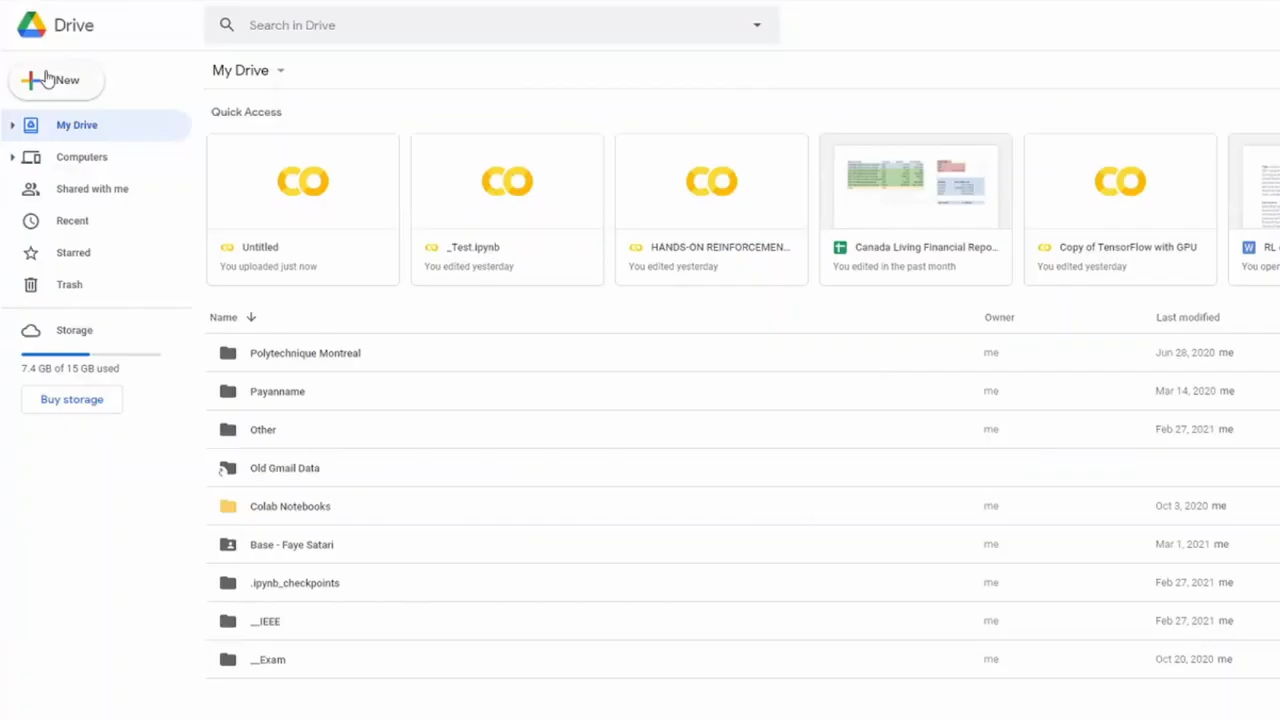 Drive
Search in Drive
New
My Drive
My Drive
Computers
Shared with me
Recent
Starred
Trash
Storage
7.4 GB of 15 GB used
Buy storage
Quick Access
CO CO CO CO
Untitled _Test.ipynb HANDS-ON REINFORCEMEN... Canada Living Financial Repo... Copy of TensorFlow with GPU W RL
You uploaded just now You edited yesterday You edited yesterday You edited in the past month You edited yesterday You open
Name Owner Last modified
Polytechnique Montreal me Jun 28, 2020 me
Payanname me Mar 14, 2020 me
Other me Feb 27, 2021 me
Old Gmail Data
Colab Notebooks me Oct 3, 2020 me
Base - Faye Satari me Mar 1, 2021 me
.ipynb_checkpoints me Feb 27, 2021 me
__IEEE me Feb 27, 2021 me
__Exam me Oct 20, 2020 me